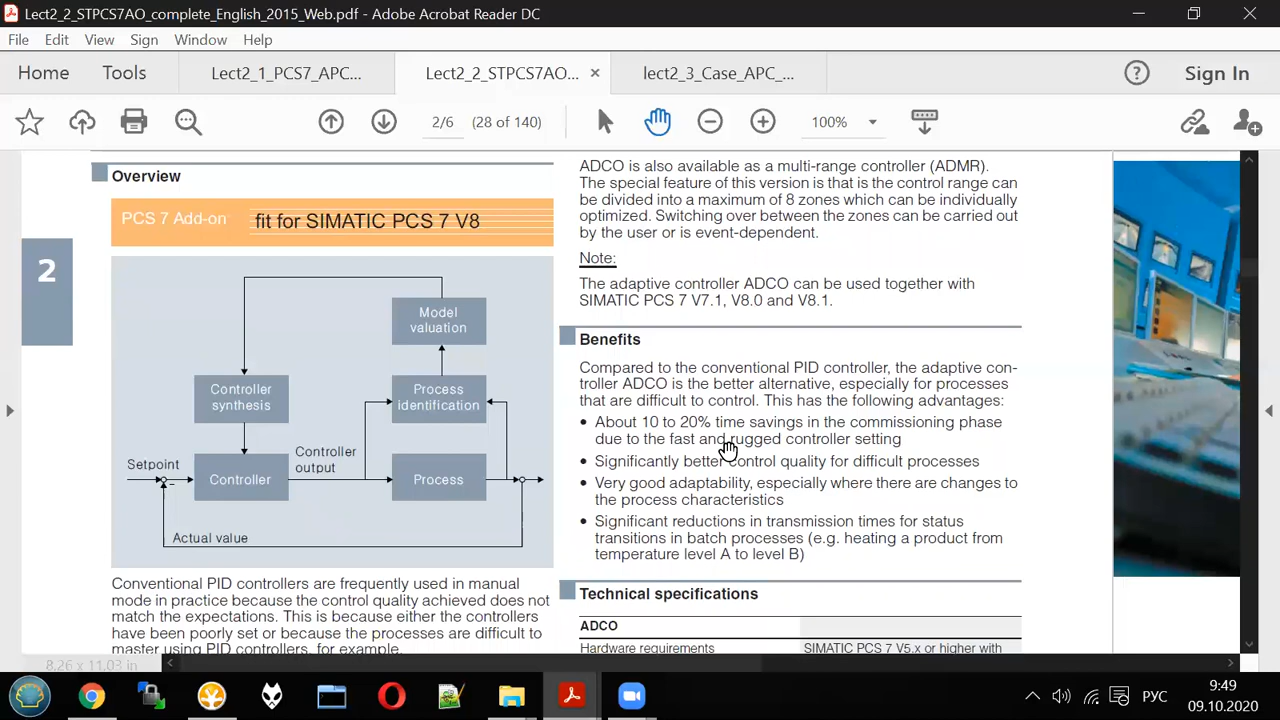 Lect2_2_STPCS7AO_complete_English_2015_Web.pdf - Adobe Acrobat Reader DC
File Edit View Sign Window Help
Home Tools Lect2_1_PCS7_APC... Lect2_2_STPCS7AO... × lect2_3_Case_APC_... Sign In
2/6 (28 of 140) 100%
Overview
PCS 7 Add-on fit for SIMATIC PCS 7 V8
2
Model
valuation
Controller
synthesis
Process
identification
Setpoint
Controller
output
Controller
Process
Actual value
Conventional PID controllers are frequently used in manual
mode in practice because the control quality achieved does not
match the expectations. This is because either the controllers
have been poorly set or because the processes are difficult to
master using PID controllers, for example.
ADCO is also available as a multi-range controller (ADMR).
The special feature of this version is that is the control range can
be divided into a maximum of 8 zones which can be individually
optimized. Switching over between the zones can be carried out
by the user or is event-dependent.
Note:
The adaptive controller ADCO can be used together with
SIMATIC PCS 7 V7.1, V8.0 and V8.1.
Benefits
Compared to the conventional PID controller, the adaptive con-
troller ADCO is the better alternative, especially for processes
that are difficult to control. This has the following advantages:
• About 10 to 20% time savings in the commissioning phase
due to the fast and rugged controller setting
• Significantly better control quality for difficult processes
• Very good adaptability, especially where there are changes to
the process characteristics
• Significant reductions in transmission times for status
transitions in batch processes (e.g. heating a product from
temperature level A to level B)
Technical specifications
ADCO
Hardware requirements SIMATIC PCS 7 V5.x or higher with
8,26 x 11,03 in
РУС
9:49
09.10.2020